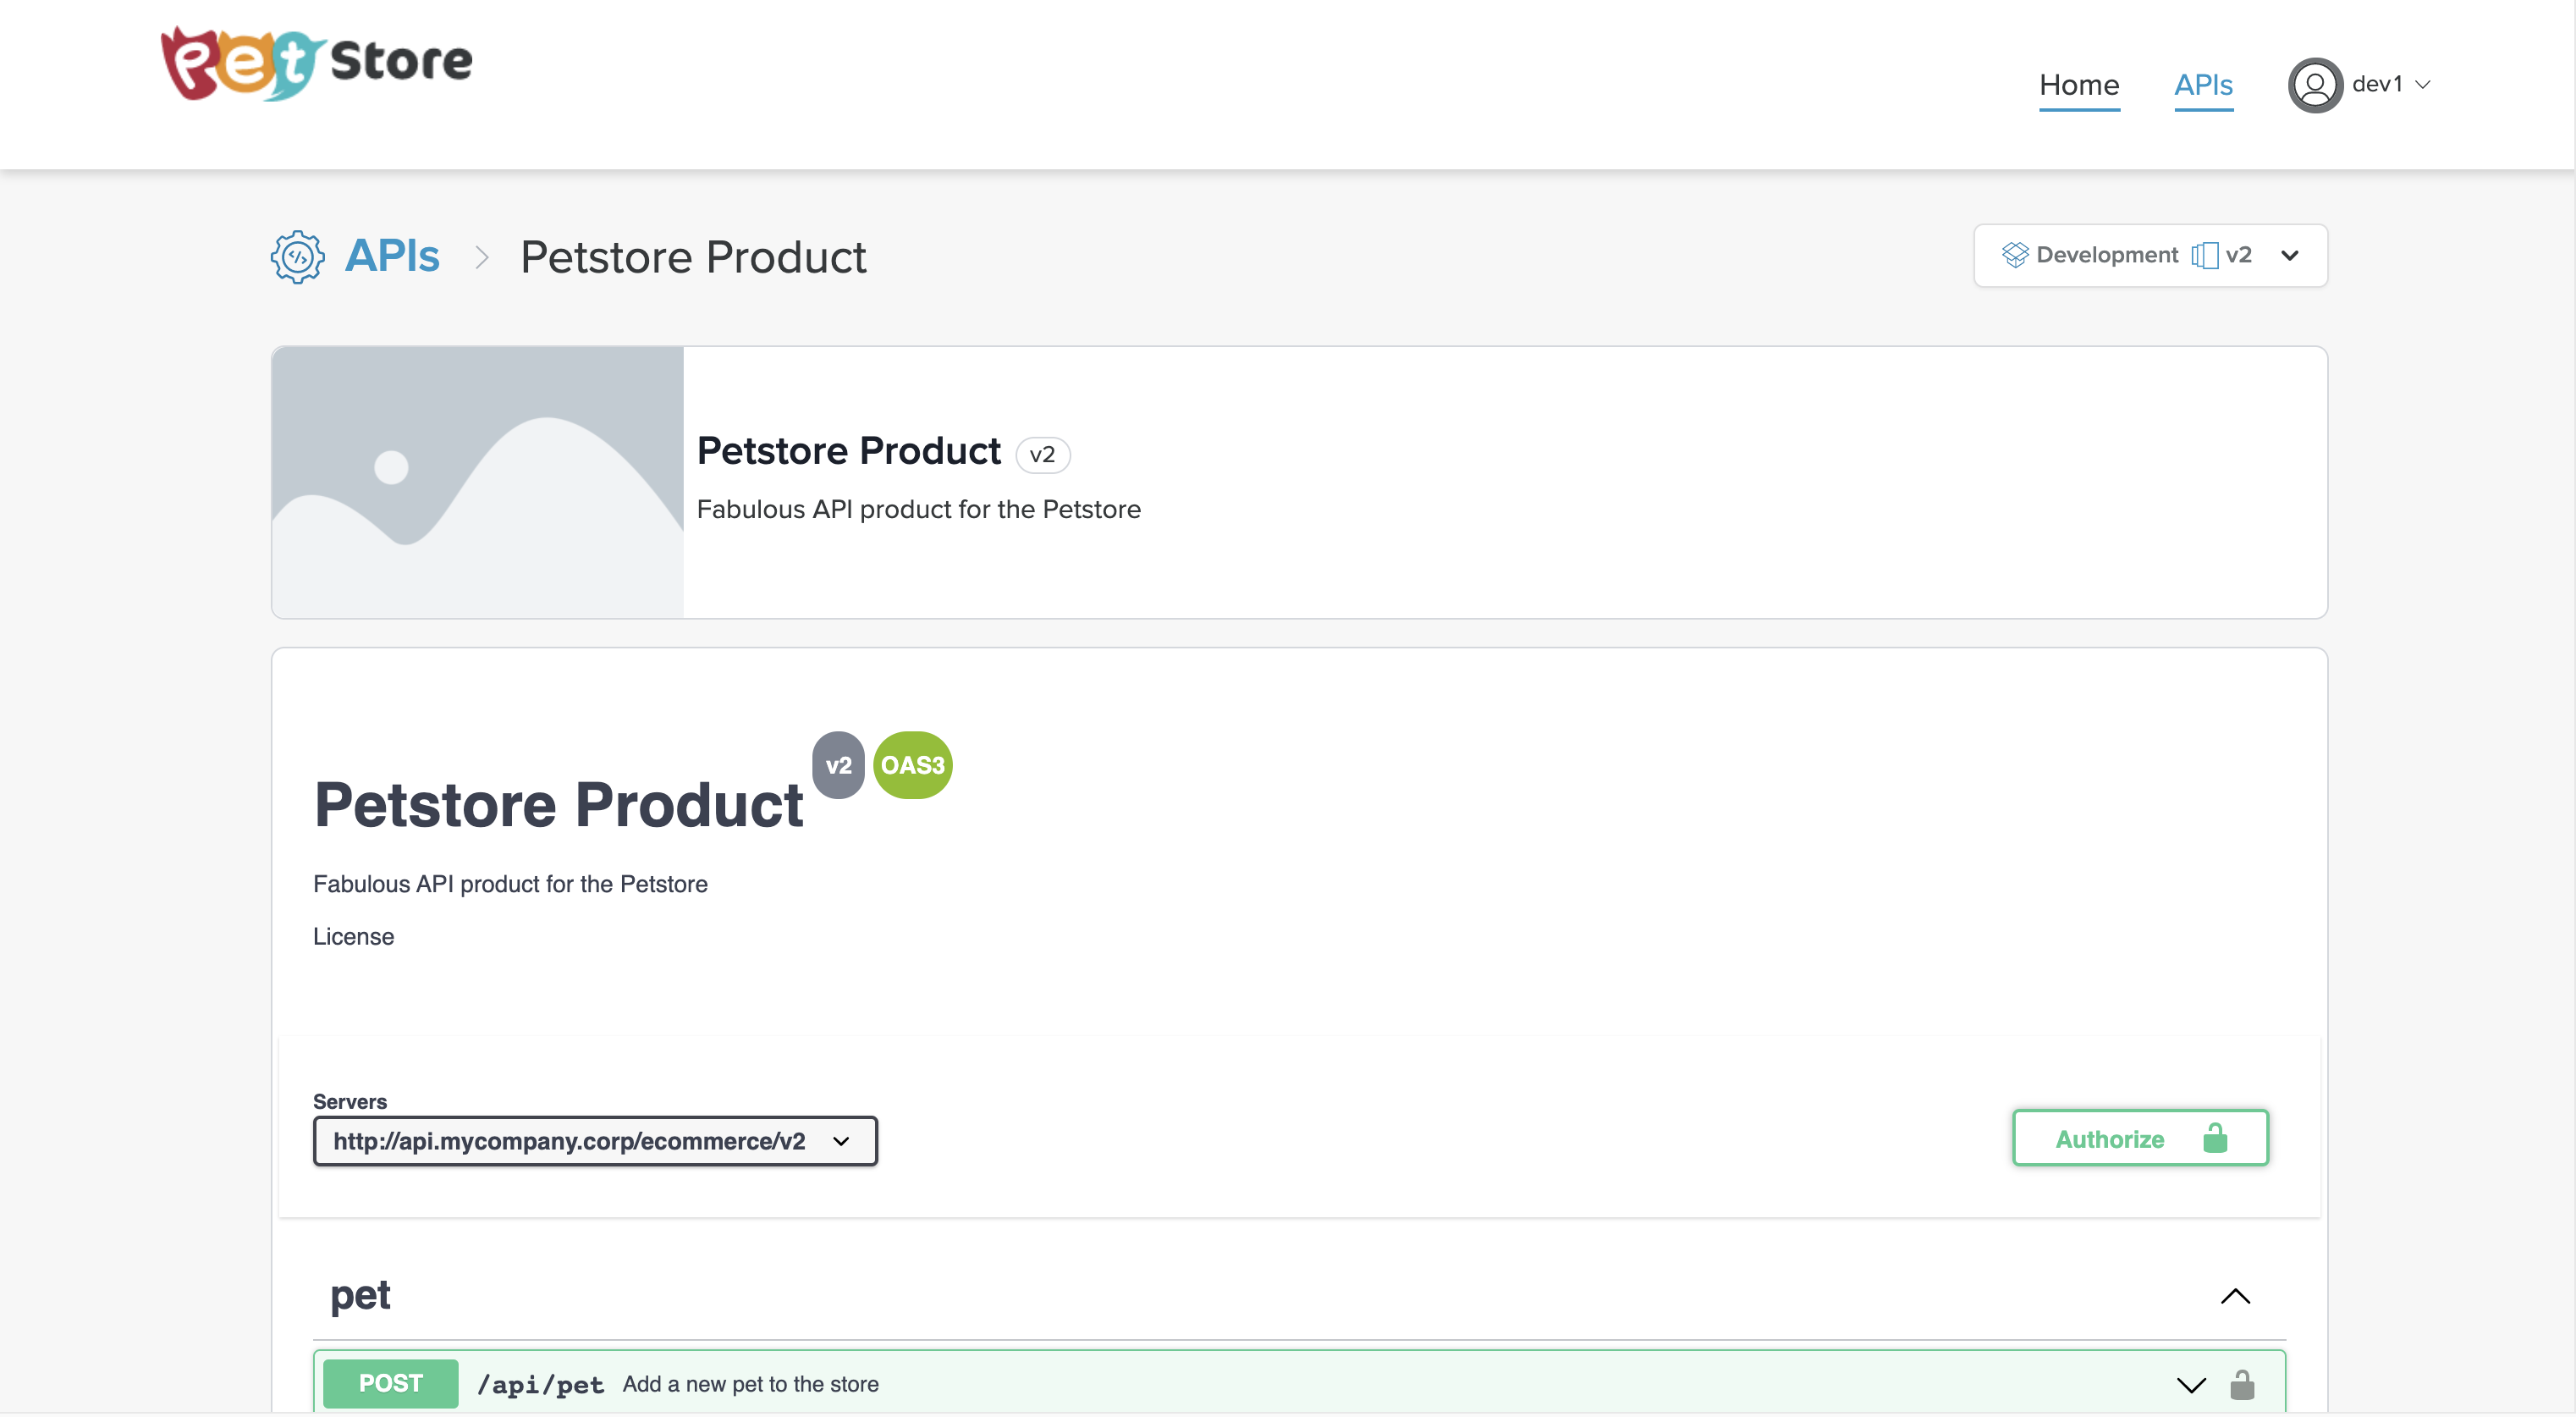 Pet Store
Home APIs dev1
APIs > Petstore Product
Development v2
Petstore Product v2
Fabulous API product for the Petstore
Petstore Product v2 OAS3
Fabulous API product for the Petstore
License
Servers
http://api.mycompany.corp/ecommerce/v2
Authorize
pet
POST /api/pet Add a new pet to the store